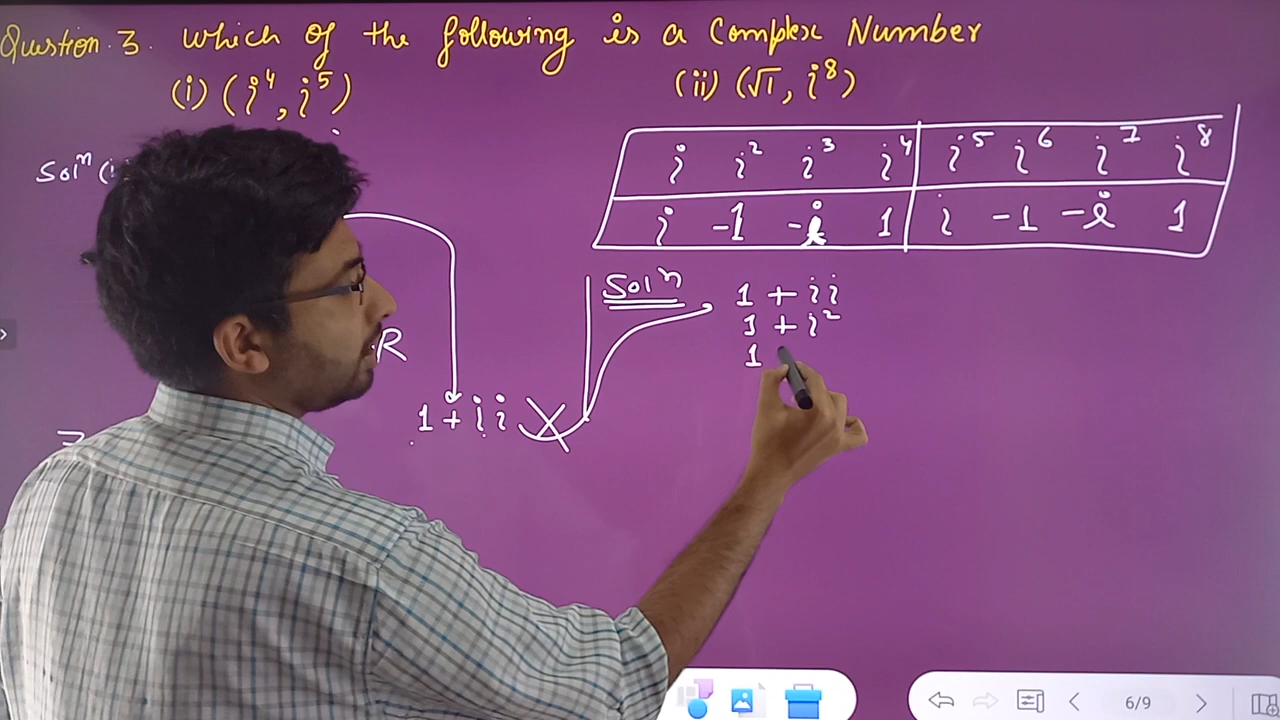 Question.3. which of the following is a Complex Number
(i) (i⁴, i⁵) (ii) (√1, i⁸)
Solⁿ (i
i i² i³ i⁴ i⁵ i⁶ i⁷ i⁸
i -1 -i 1 i -1 -i 1
R
1 + i i
Solⁿ
1 + i i
1 + i²
1
6/9